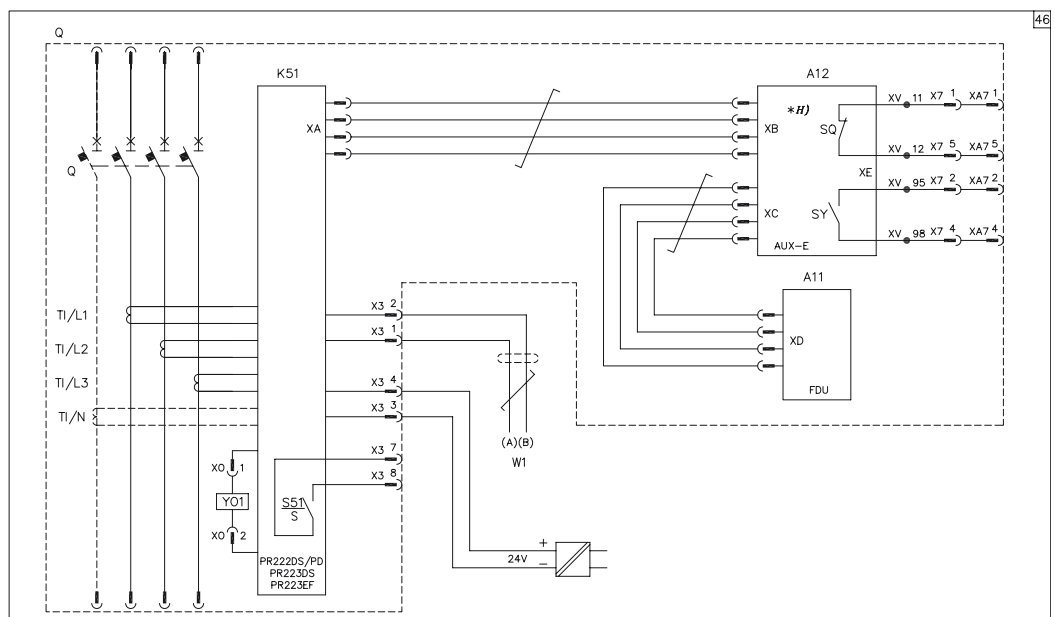 46
Q
K51
A12
XA
XB
*H)
SQ
XE
XV 11 X7 1 XA7 1
XV 12 X7 5 XA7 5
XV 95 X7 2 XA7 2
XC
SY
XV 98 X7 4 XA7 4
AUX-E
Q
A11
XD
FDU
TI/L1
TI/L2
TI/L3
TI/N
X3 2
X3 1
X3 4
X3 3
X3 7
X3 8
(A)(B)
W1
X0 1
Y01
X0 2
S51
S
PR222DS/PD
PR223DS
PR223EF
24V
+
−